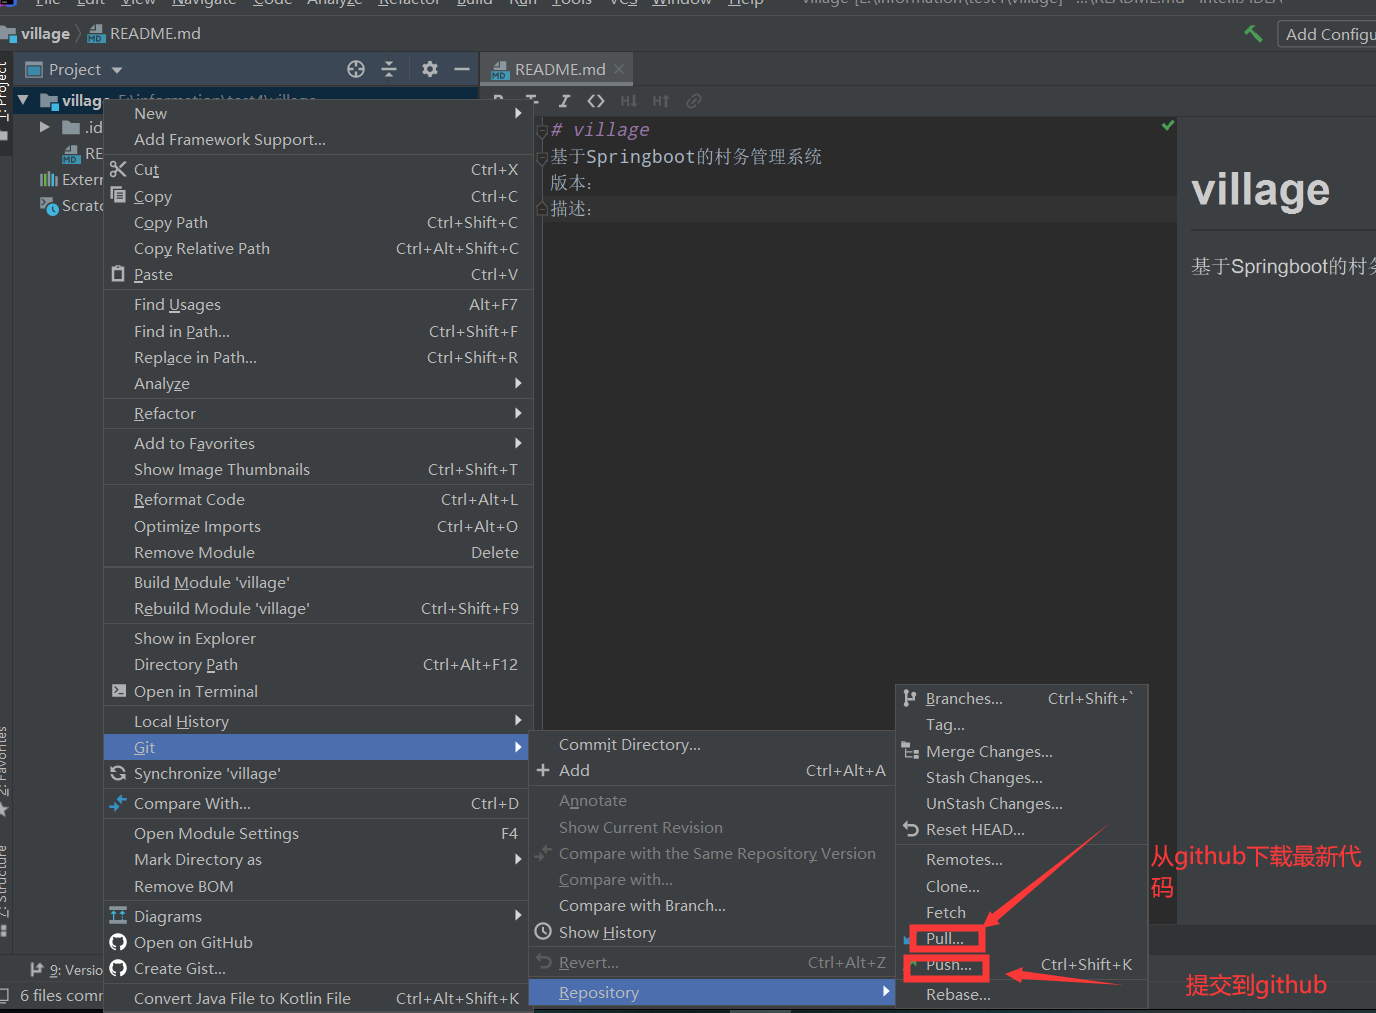 File Edit View Navigate Code Analyze Refactor Build Run Tools VCS Window Help village [E:\information\test4\village] - ...\README.md - IntelliJ IDEA
village README.md Add Configu
1: Project
Project
README.md
village E:\information\test4\village
.id
RE
Extern
Scratc
New
Add Framework Support...
Cut Ctrl+X
Copy Ctrl+C
Copy Path Ctrl+Shift+C
Copy Relative Path Ctrl+Alt+Shift+C
Paste Ctrl+V
Find Usages Alt+F7
Find in Path... Ctrl+Shift+F
Replace in Path... Ctrl+Shift+R
Analyze
Refactor
Add to Favorites
Show Image Thumbnails Ctrl+Shift+T
Reformat Code Ctrl+Alt+L
Optimize Imports Ctrl+Alt+O
Remove Module Delete
Build Module 'village'
Rebuild Module 'village' Ctrl+Shift+F9
Show in Explorer
Directory Path Ctrl+Alt+F12
Open in Terminal
Local History
Git
Synchronize 'village'
Compare With... Ctrl+D
Open Module Settings F4
Mark Directory as
Remove BOM
Diagrams
Open on GitHub
Create Gist...
Convert Java File to Kotlin File Ctrl+Alt+Shift+K
# village
基于Springboot的村务管理系统
版本：
描述：
village
基于Springboot的村务
Commit Directory...
Add Ctrl+Alt+A
Annotate
Show Current Revision
Compare with the Same Repository Version
Compare with...
Compare with Branch...
Show History
Revert... Ctrl+Alt+Z
Repository
Branches... Ctrl+Shift+`
Tag...
Merge Changes...
Stash Changes...
UnStash Changes...
Reset HEAD...
Remotes...
Clone...
Fetch
Pull...
Push... Ctrl+Shift+K
Rebase...
从github下载最新代
码
提交到github
2: Favorites
7: Structure
9: Versio
6 files comm